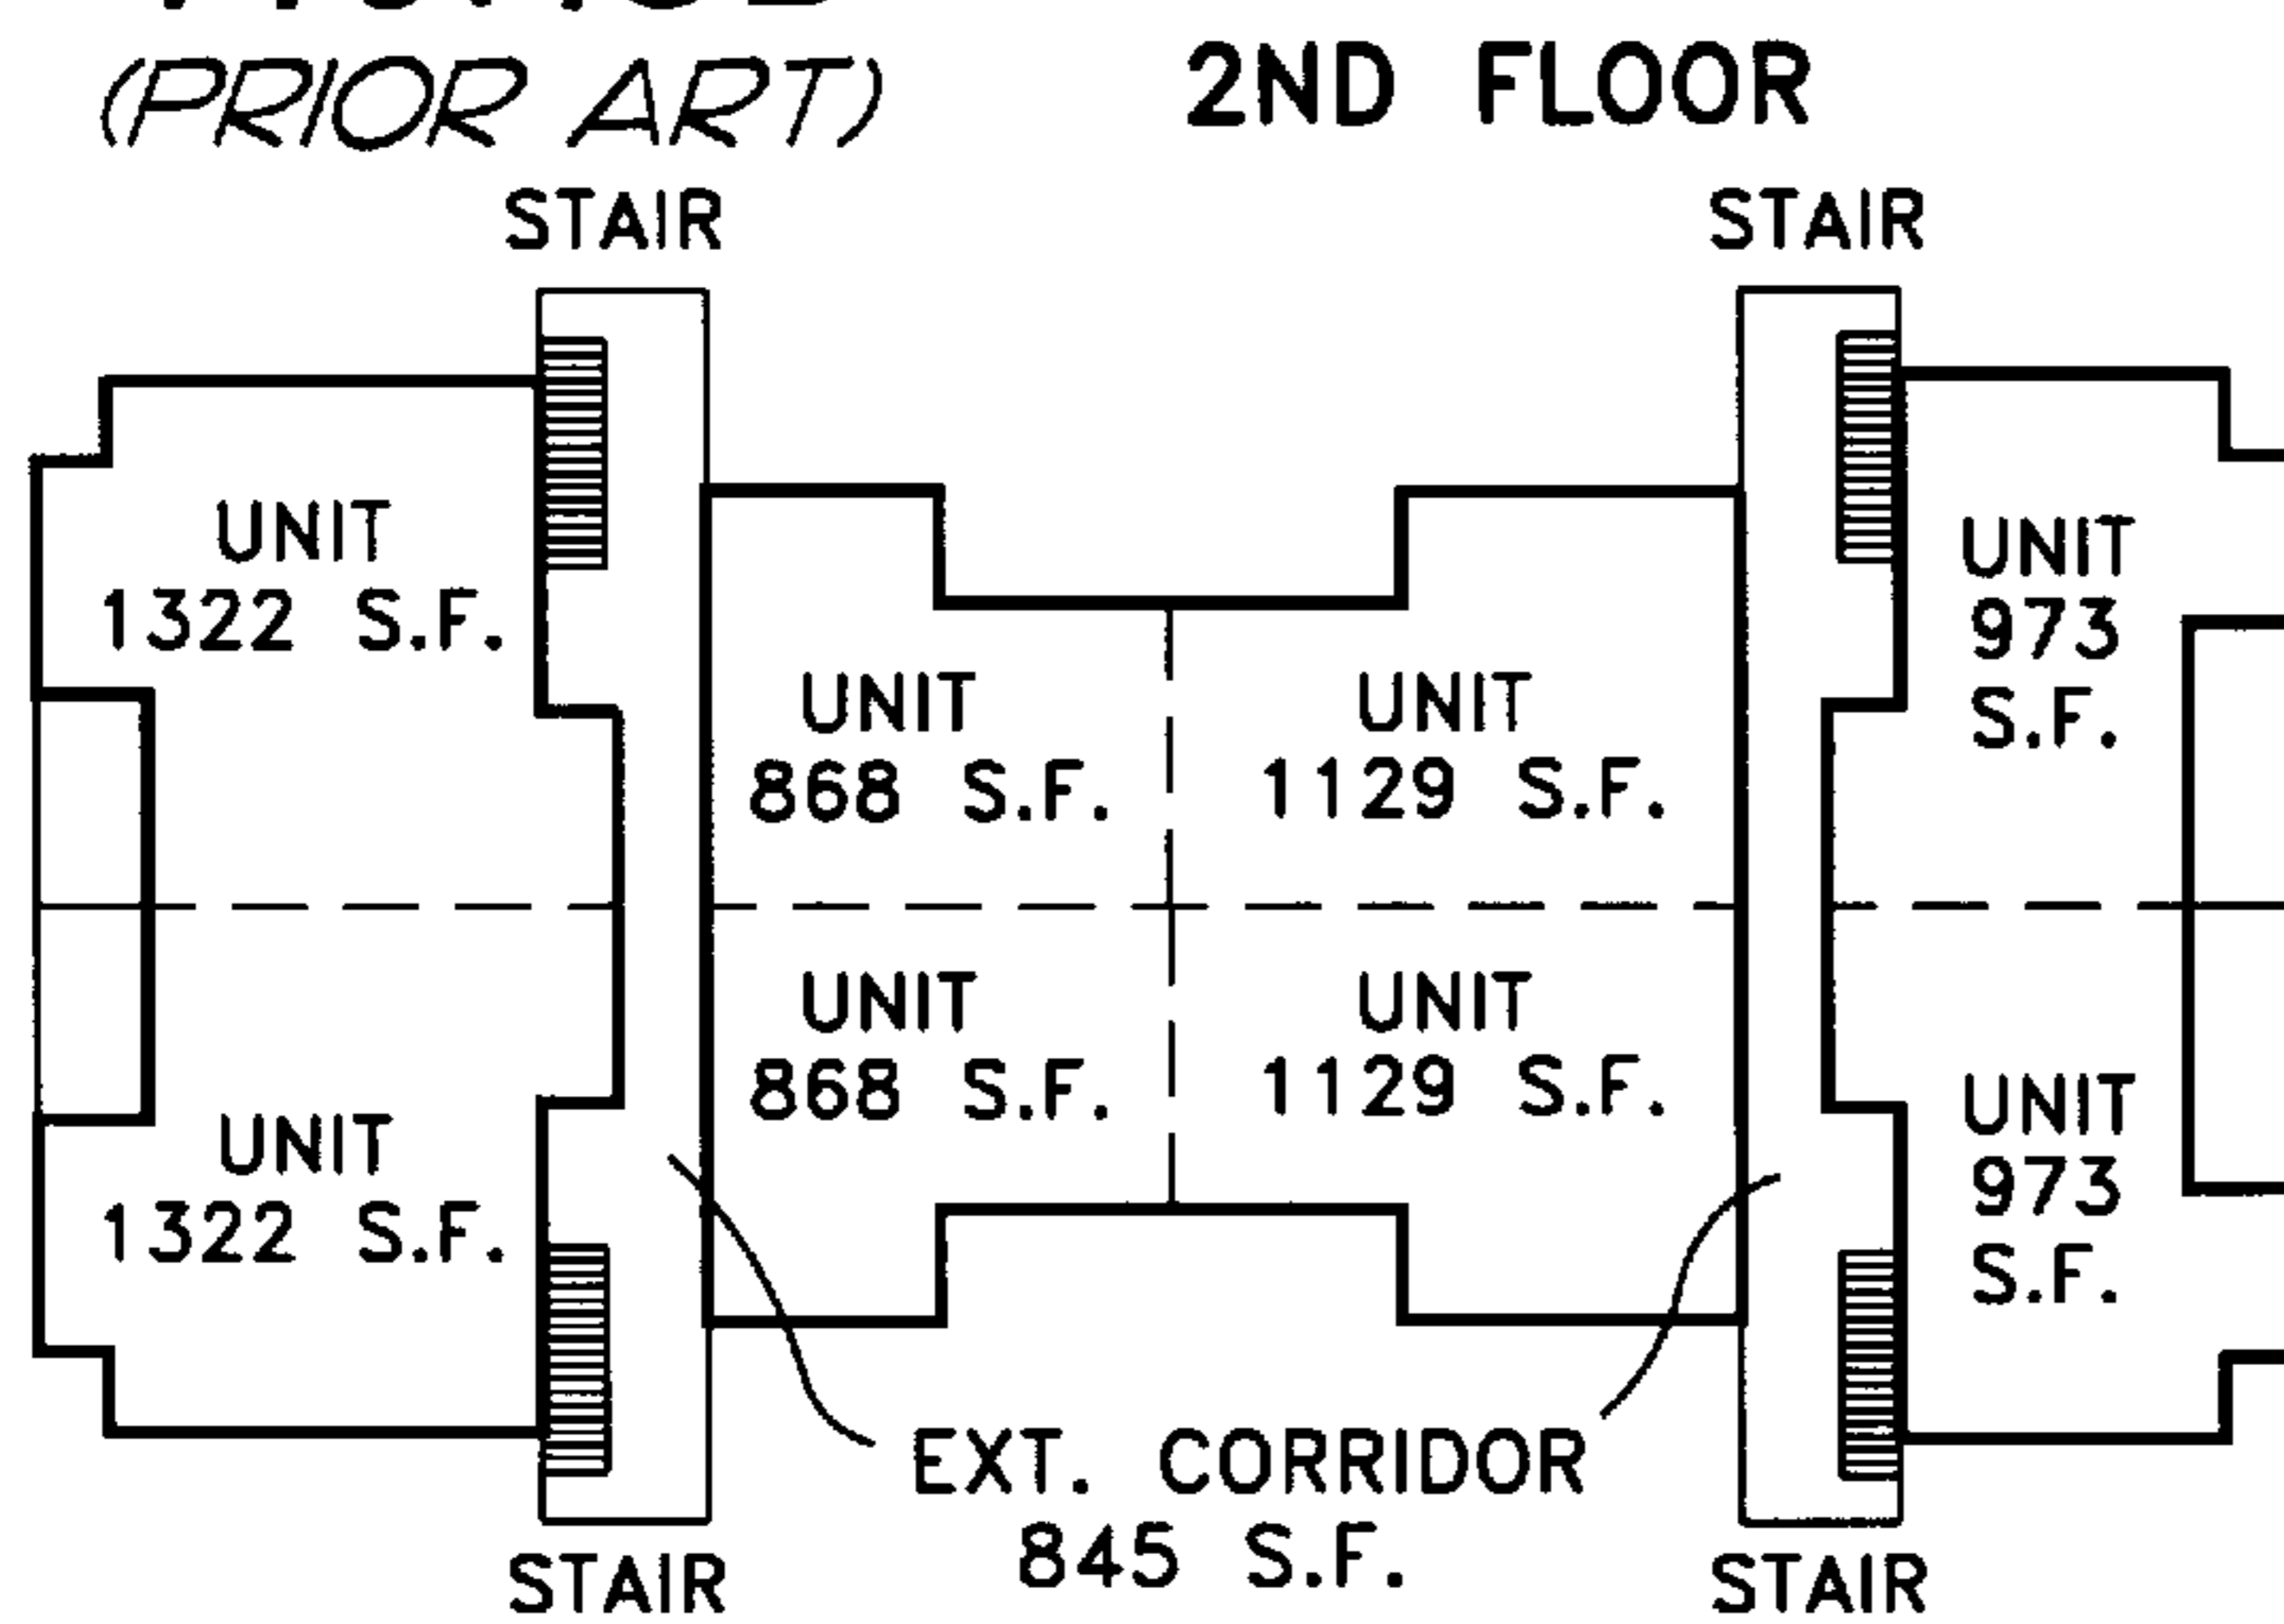 (PRIOR ART)
2ND FLOOR
STAIR
STAIR
UNIT
1322 S.F.
UNIT
868 S.F.
UNIT
1129 S.F.
UNIT
973
S.F.
UNIT
1322 S.F.
UNIT
868 S.F.
UNIT
1129 S.F.
UNIT
973
S.F.
EXT. CORRIDOR
845 S.F.
STAIR
STAIR